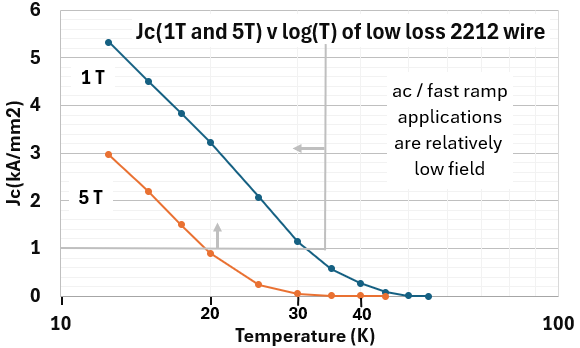 Jc(1T and 5T) v log(T) of low loss 2212 wire
6
5
4
3
2
1
0
Jc(kA/mm2)
1 T
5 T
ac / fast ramp
applications
are relatively
low field
10
20
30
40
100
Temperature (K)